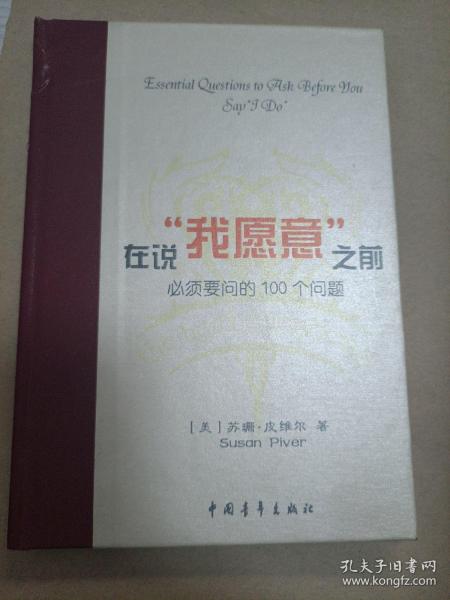 Essential Questions to Ask Before You
Say "I Do"
在说“我愿意”之前
必须要问的 100 个问题
[美] 苏珊·皮维尔 著
Susan Piver
中国青年出版社
孔夫子旧书网
www.kongfz.com